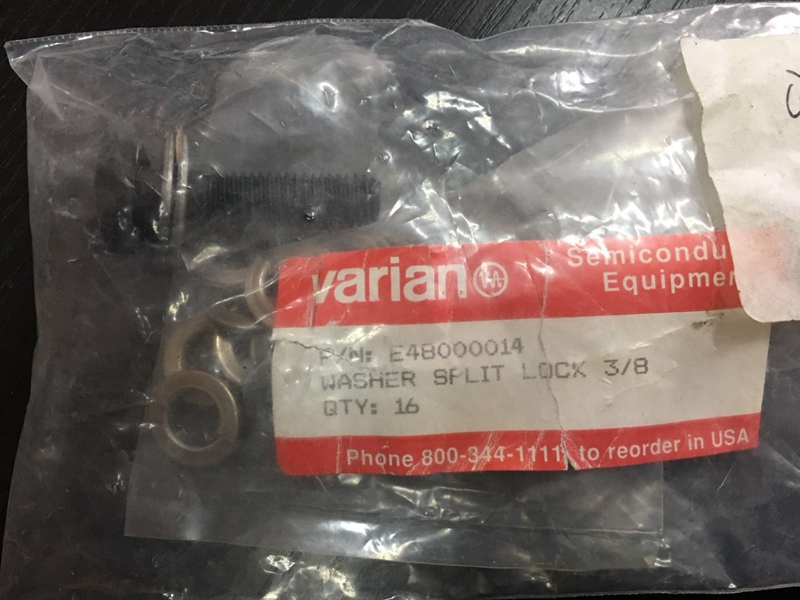 varian
Semicondu
Equipmen
P/N: E48000014
WASHER SPLIT LOCK 3/8
QTY: 16
Phone 800-344-1111, to reorder in USA